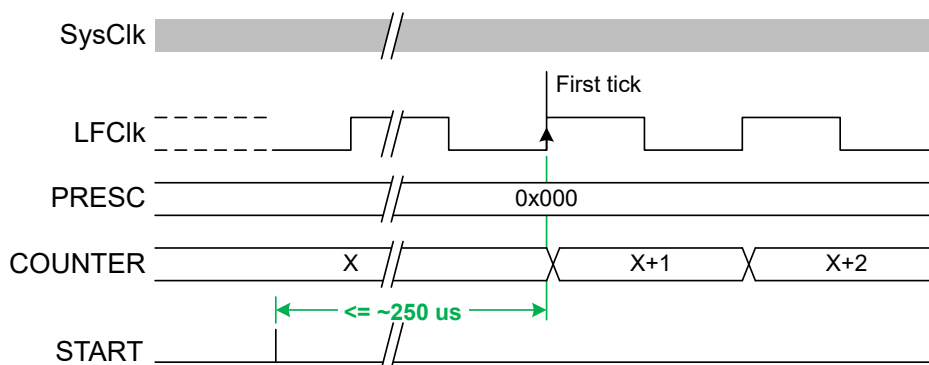 SysClk
First tick
LFClk
PRESC
0x000
COUNTER
X
X+1
X+2
<= ~250 us
START